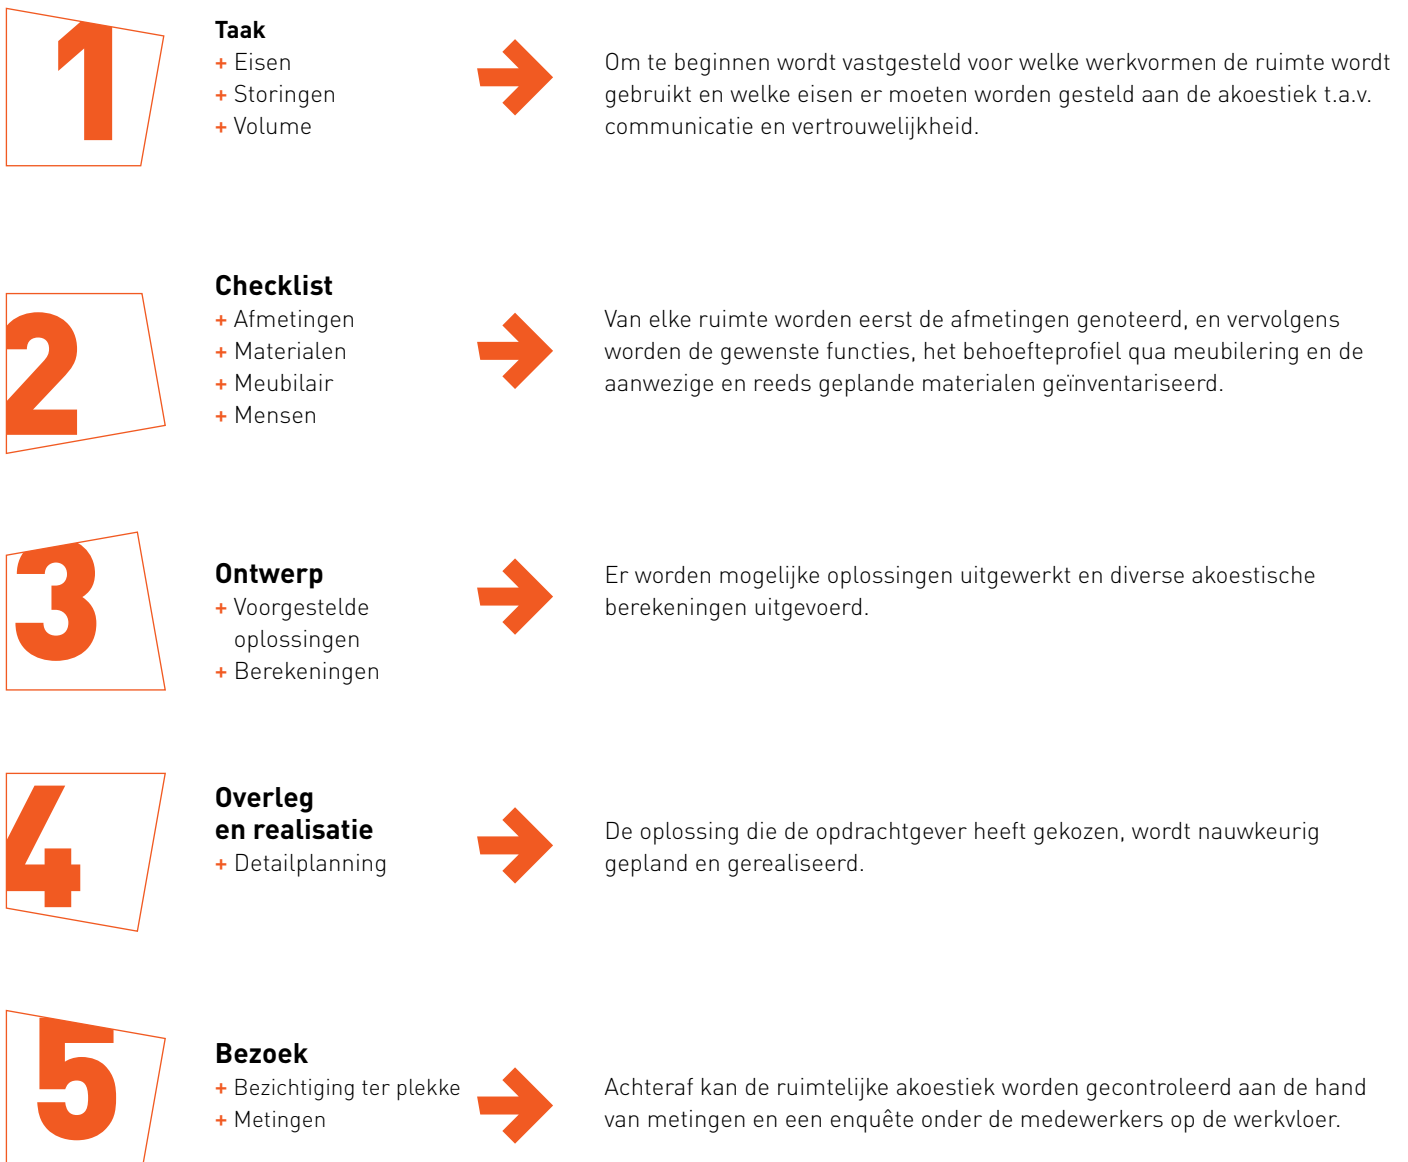 1
Taak
+ Eisen
+ Storingen
+ Volume
Om te beginnen wordt vastgesteld voor welke werkvormen de ruimte wordt
gebruikt en welke eisen er moeten worden gesteld aan de akoestiek t.a.v.
communicatie en vertrouwelijkheid.
2
Checklist
+ Afmetingen
+ Materialen
+ Meubilair
+ Mensen
Van elke ruimte worden eerst de afmetingen genoteerd, en vervolgens
worden de gewenste functies, het behoefteprofiel qua meubilering en de
aanwezige en reeds geplande materialen geïnventariseerd.
3
Ontwerp
+ Voorgestelde
oplossingen
+ Berekeningen
Er worden mogelijke oplossingen uitgewerkt en diverse akoestische
berekeningen uitgevoerd.
4
Overleg
en realisatie
+ Detailplanning
De oplossing die de opdrachtgever heeft gekozen, wordt nauwkeurig
gepland en gerealiseerd.
5
Bezoek
+ Bezichtiging ter plekke
+ Metingen
Achteraf kan de ruimtelijke akoestiek worden gecontroleerd aan de hand
van metingen en een enquête onder de medewerkers op de werkvloer.